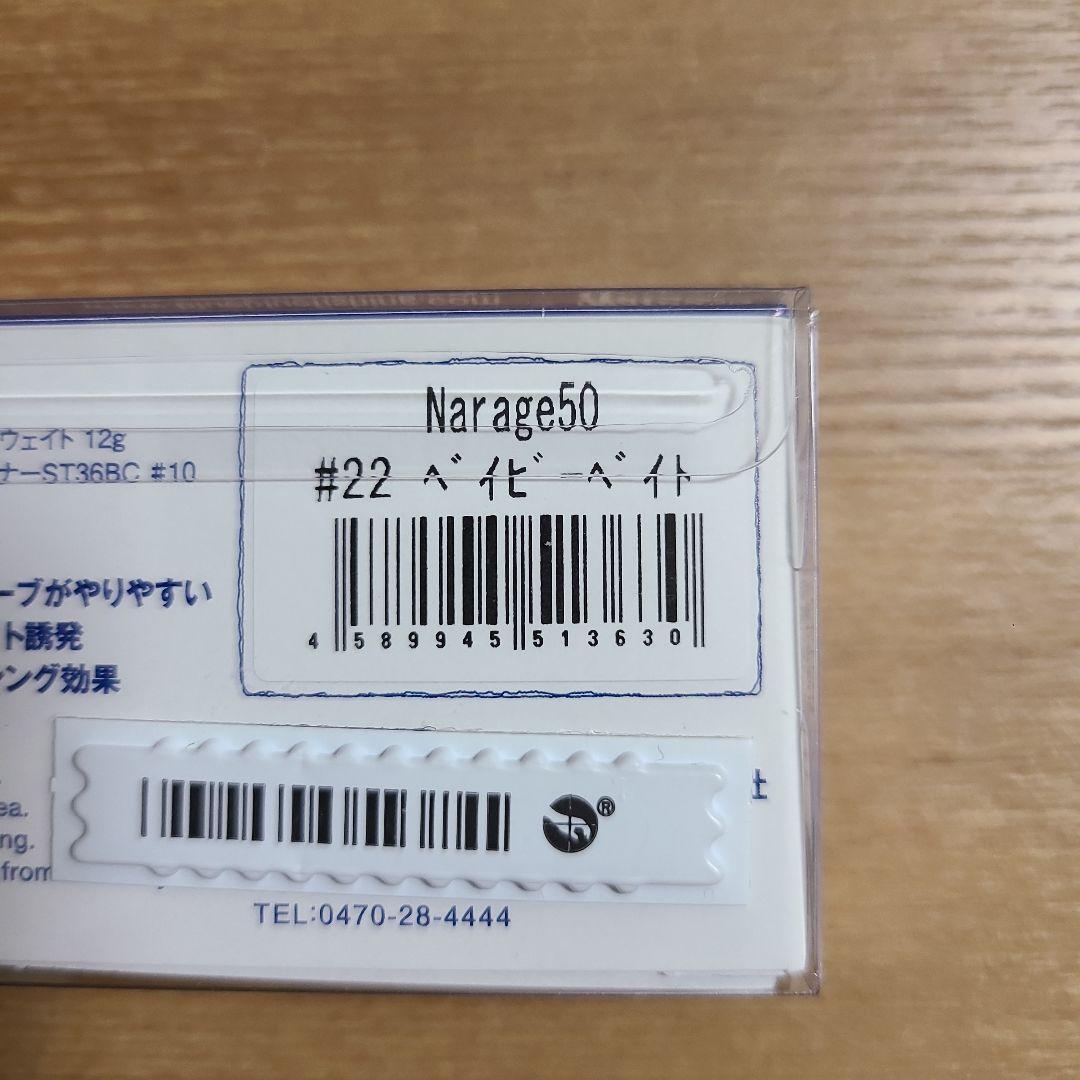 ウェイト 12g
ナーST36BC #10
Narage50
#22 ベイビーベイト
4 589945 513630
ーブがやりやすい
ト誘発
ング効果
社
ea.
ng.
from
®
TEL:0470-28-4444